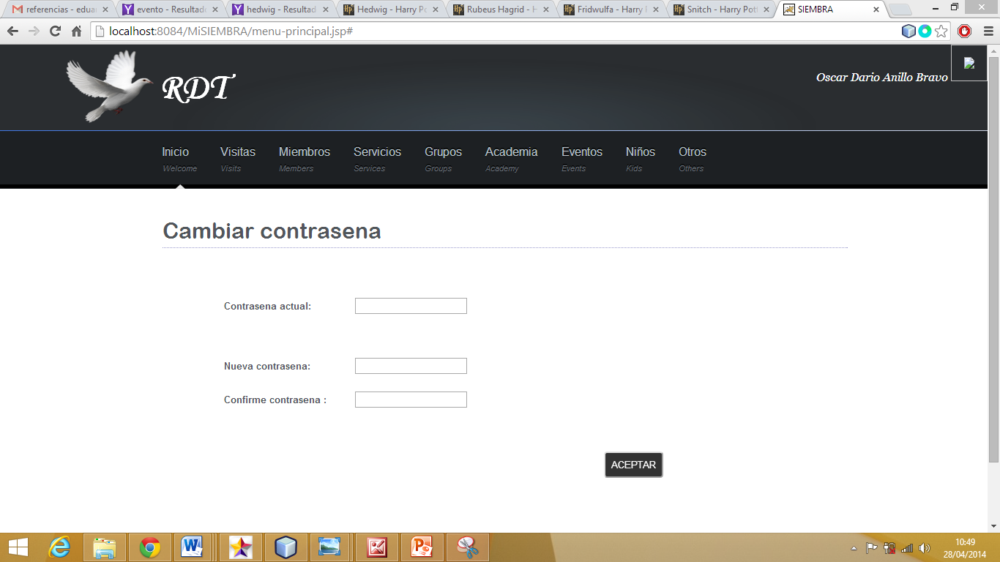 referencias - edua
evento - Resultado
hedwig - Resultad
Hedwig - Harry Po
Rubeus Hagrid - H
Fridwulfa - Harry P
Snitch - Harry Pott
SIEMBRA
localhost:8084/MiSIEMBRA/menu-principal.jsp#
RDT
Oscar Dario Anillo Bravo
Inicio Visitas Miembros Servicios Grupos Academia Eventos Niños Otros
Welcome Visits Members Services Groups Academy Events Kids Others
Cambiar contrasena
Contrasena actual:
Nueva contrasena:
Confirme contrasena :
ACEPTAR
10:49
28/04/2014